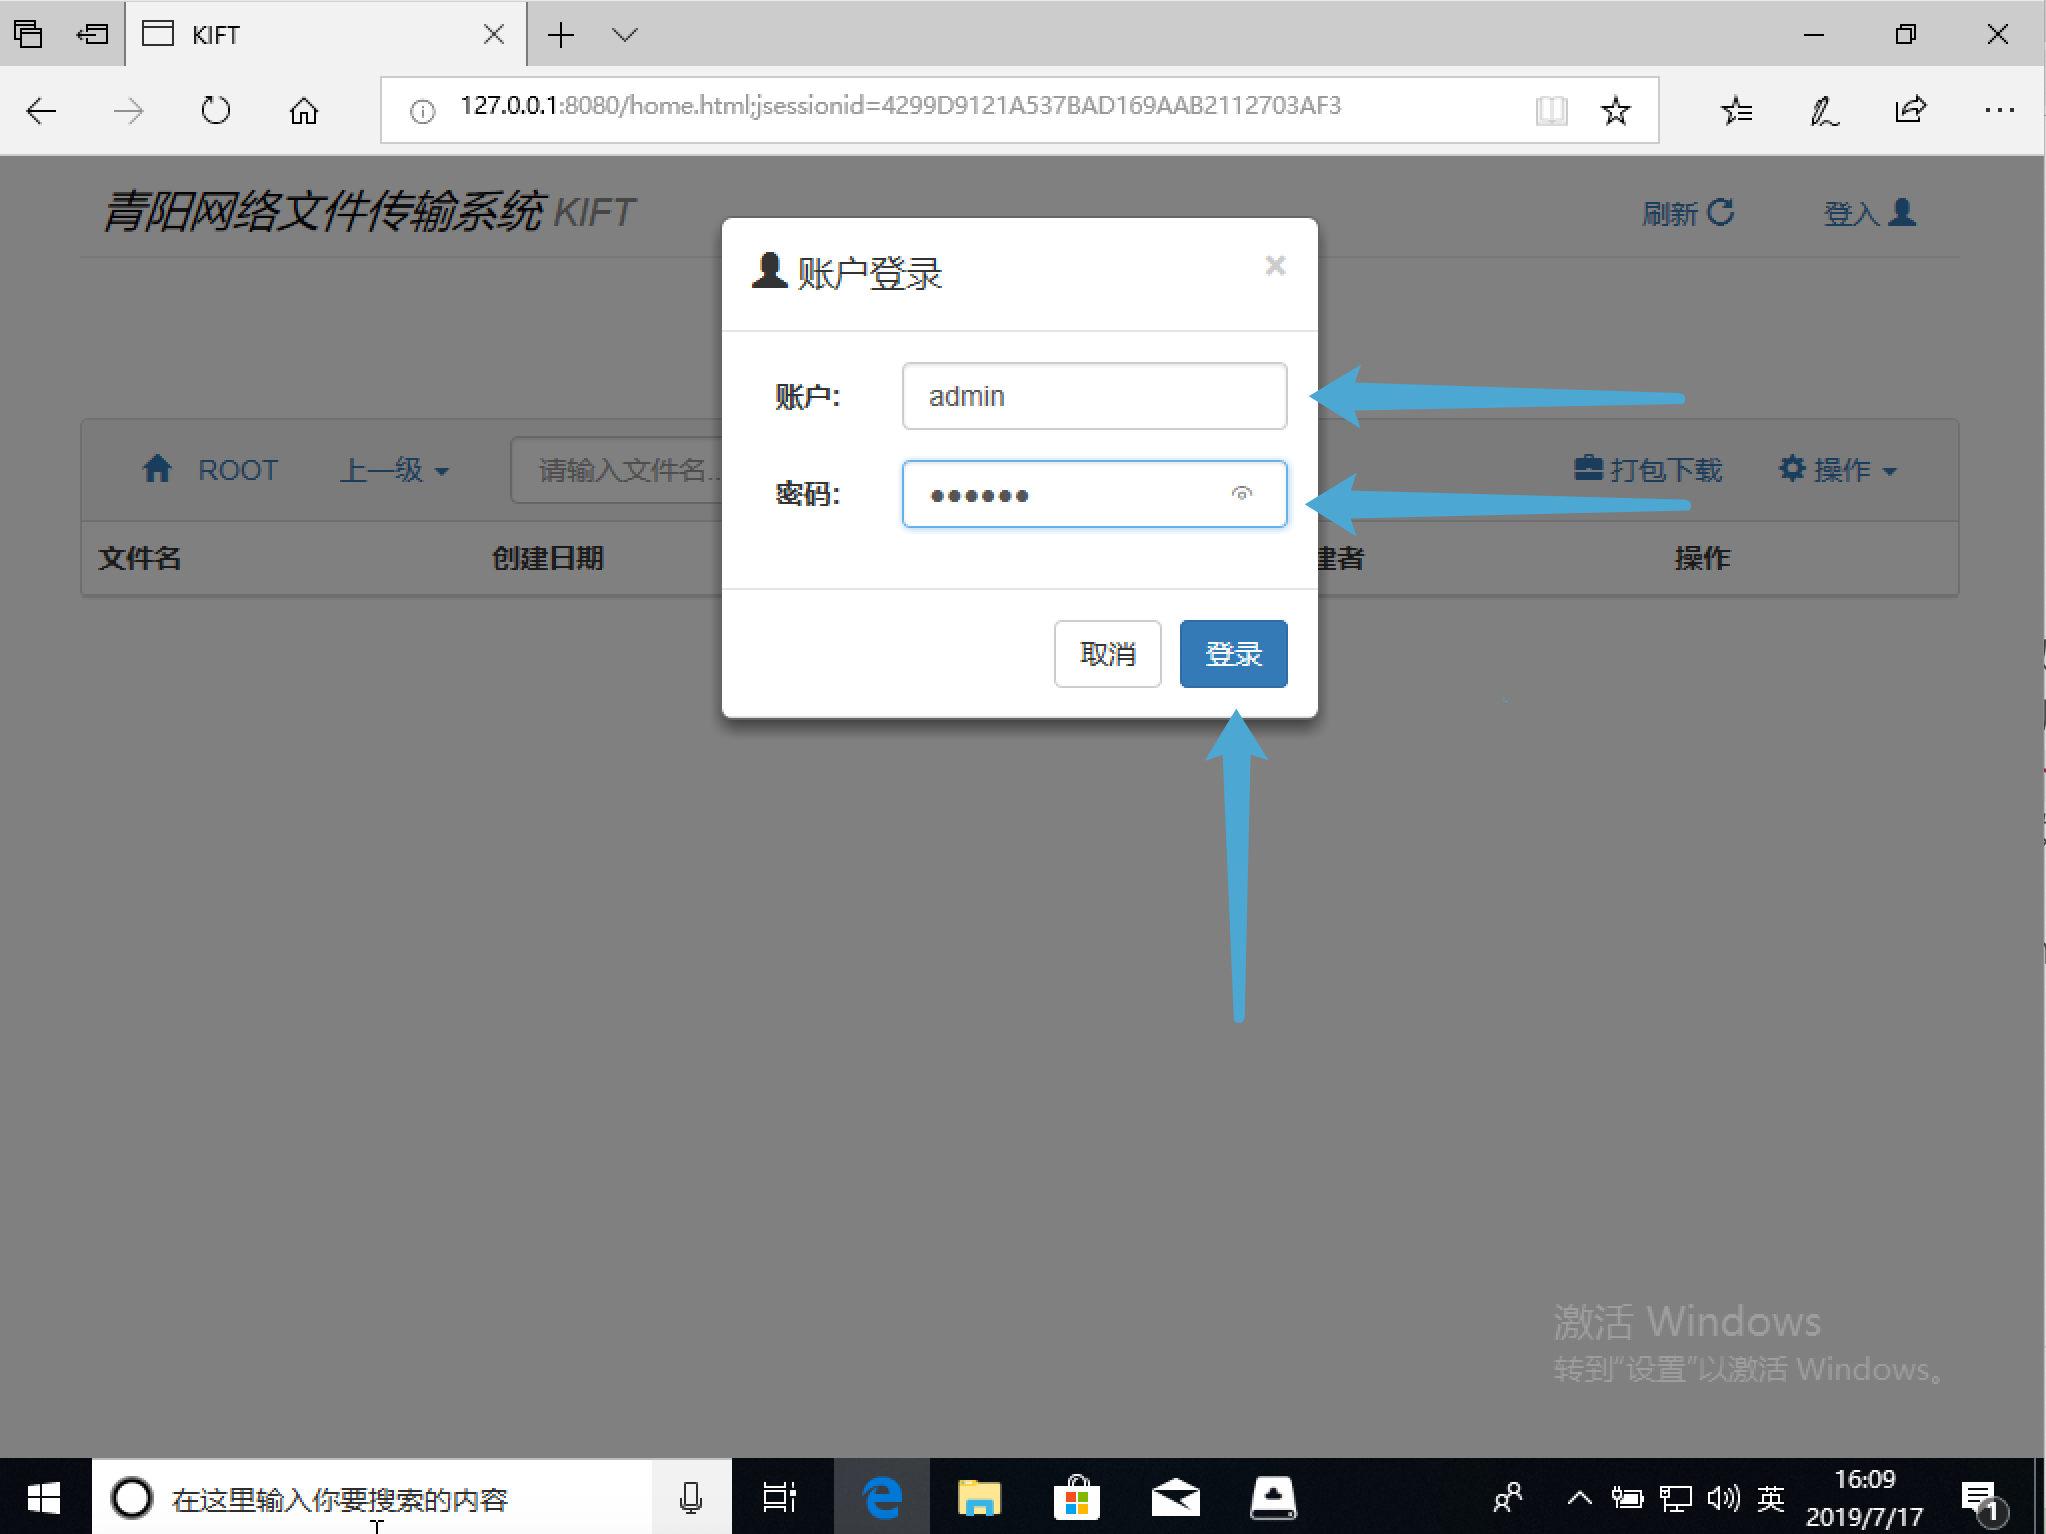 KIFT
127.0.0.1:8080/home.html;jsessionid=4299D9121A537BAD169AAB2112703AF3
青阳网络文件传输系统 KIFT
刷新
登入
账户登录
×
账户:
admin
密码:
••••••
ROOT
上一级
请输入文件名...
打包下载
操作
文件名
创建日期
建者
操作
取消
登录
激活 Windows
转到“设置”以激活 Windows。
在这里输入你要搜索的内容
英
16:09
2019/7/17
1